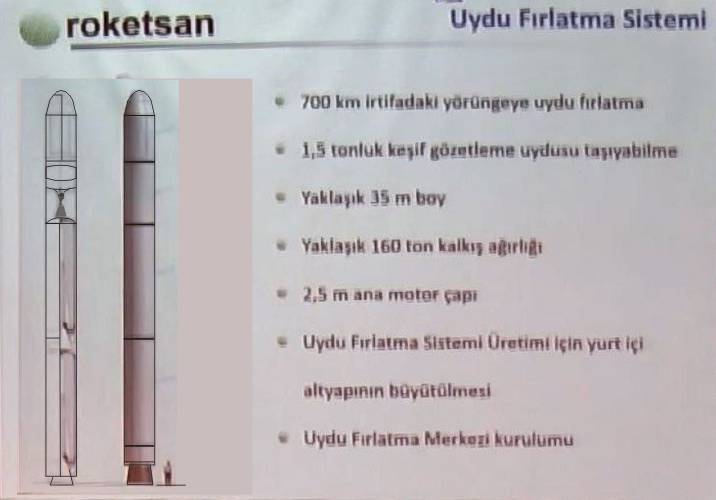 roketsan
Uydu Fırlatma Sistemi
700 km irtifadaki yörüngeye uydu fırlatma
1,5 tonluk keşif gözetleme uydusu taşıyabilme
Yaklaşık 35 m boy
Yaklaşık 160 ton kalkış ağırlığı
2,5 m ana motor çapı
Uydu Fırlatma Sistemi Üretimi için yurt içi
altyapının büyütülmesi
Uydu Fırlatma Merkezi kurulumu